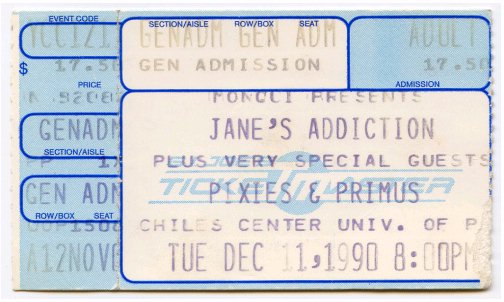 EVENT CODE SECTION/AISLE ROW/BOX SEAT
GENADM GEN ADM ADULT
$ 17.50 GEN ADMISSION 17.50
PRICE ADMISSION
PRESENTS
GENADM JANE'S ADDICTION
SECTION/AISLE
PLUS VERY SPECIAL GUESTS
TICKETMASTER
GEN ADM PIXIES & PRIMUS
ROW/BOX SEAT
CHILES CENTER UNIV. OF P
A12NOV TUE DEC 11,1990 8:00PM